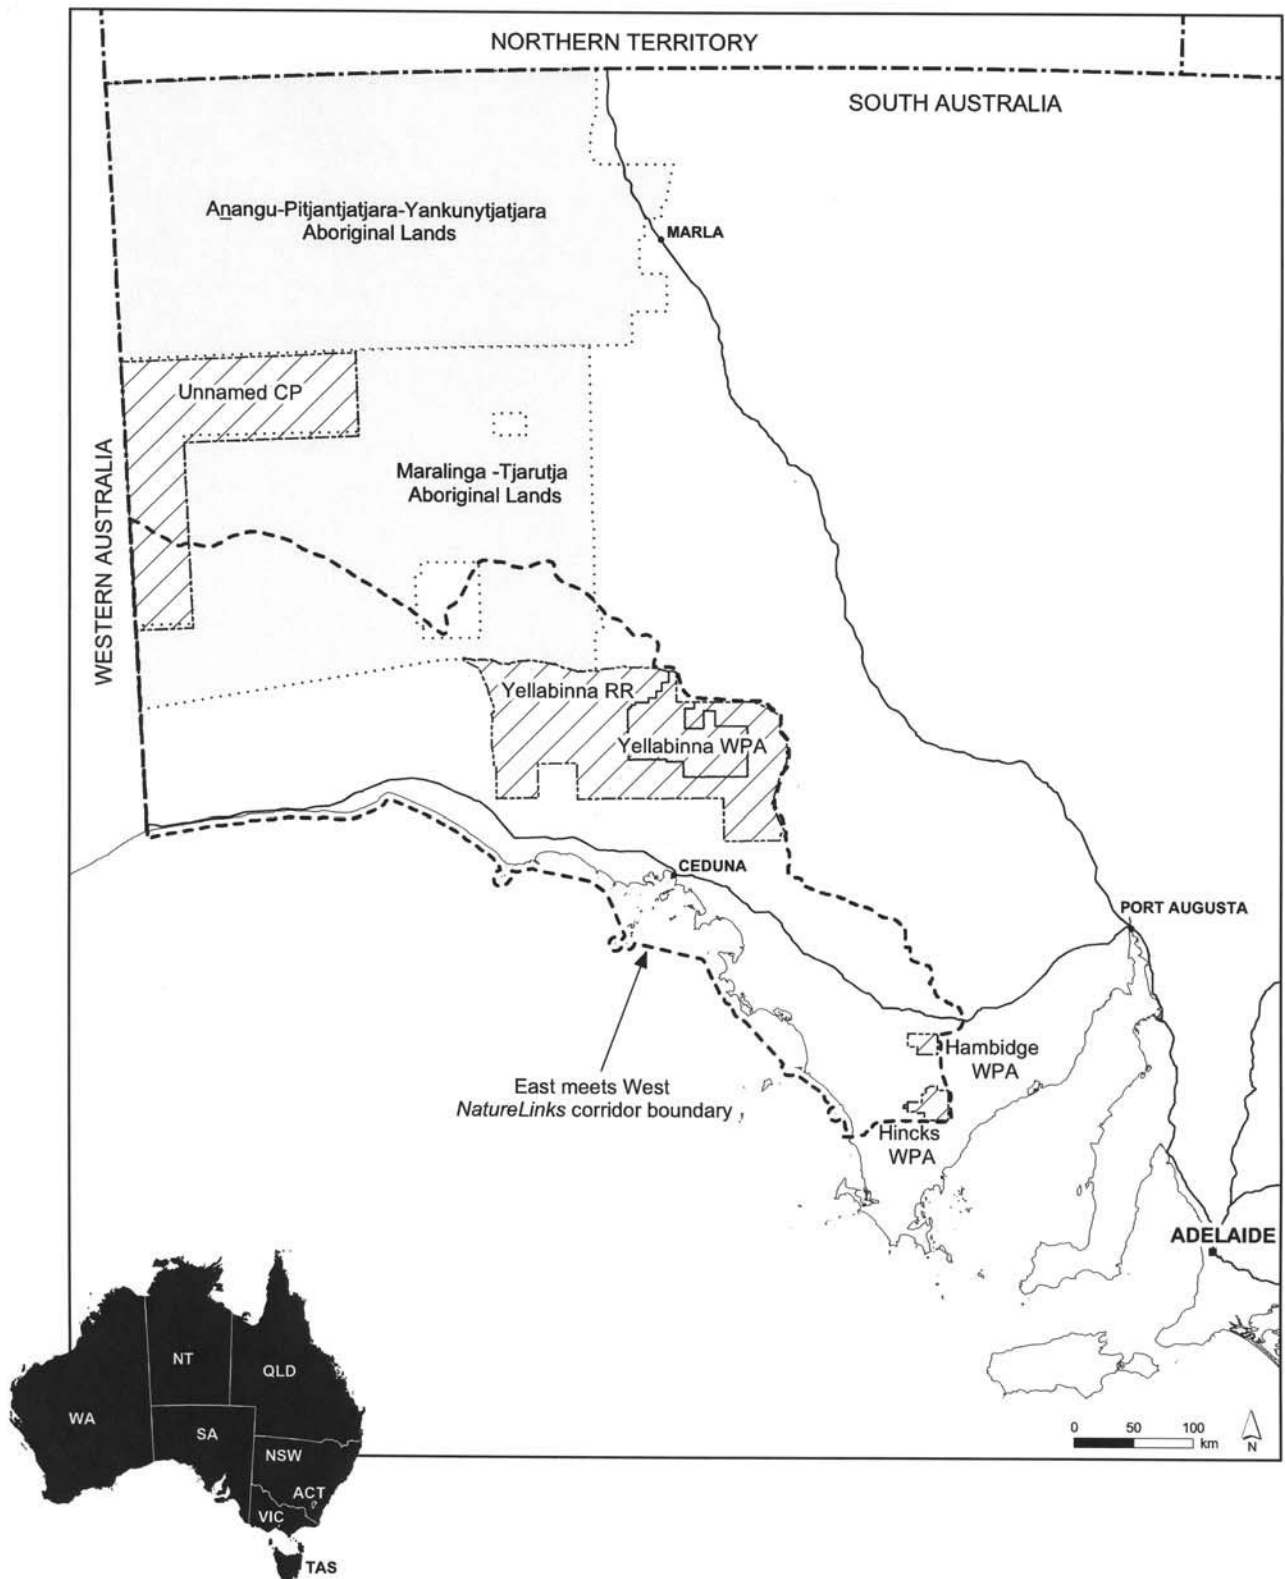 NORTHERN TERRITORY
SOUTH AUSTRALIA
Anangu-Pitjantjatjara-Yankunytjatjara
Aboriginal Lands
MARLA
Unnamed CP
WESTERN AUSTRALIA
Maralinga -Tjarutja
Aboriginal Lands
Yellabinna RR
Yellabinna WPA
CEDUNA
PORT AUGUSTA
Hambidge
WPA
East meets West
NatureLinks corridor boundary
Hincks
WPA
ADELAIDE
0 50 100
km
N
NT
QLD
WA
SA
NSW
ACT
VIC
TAS